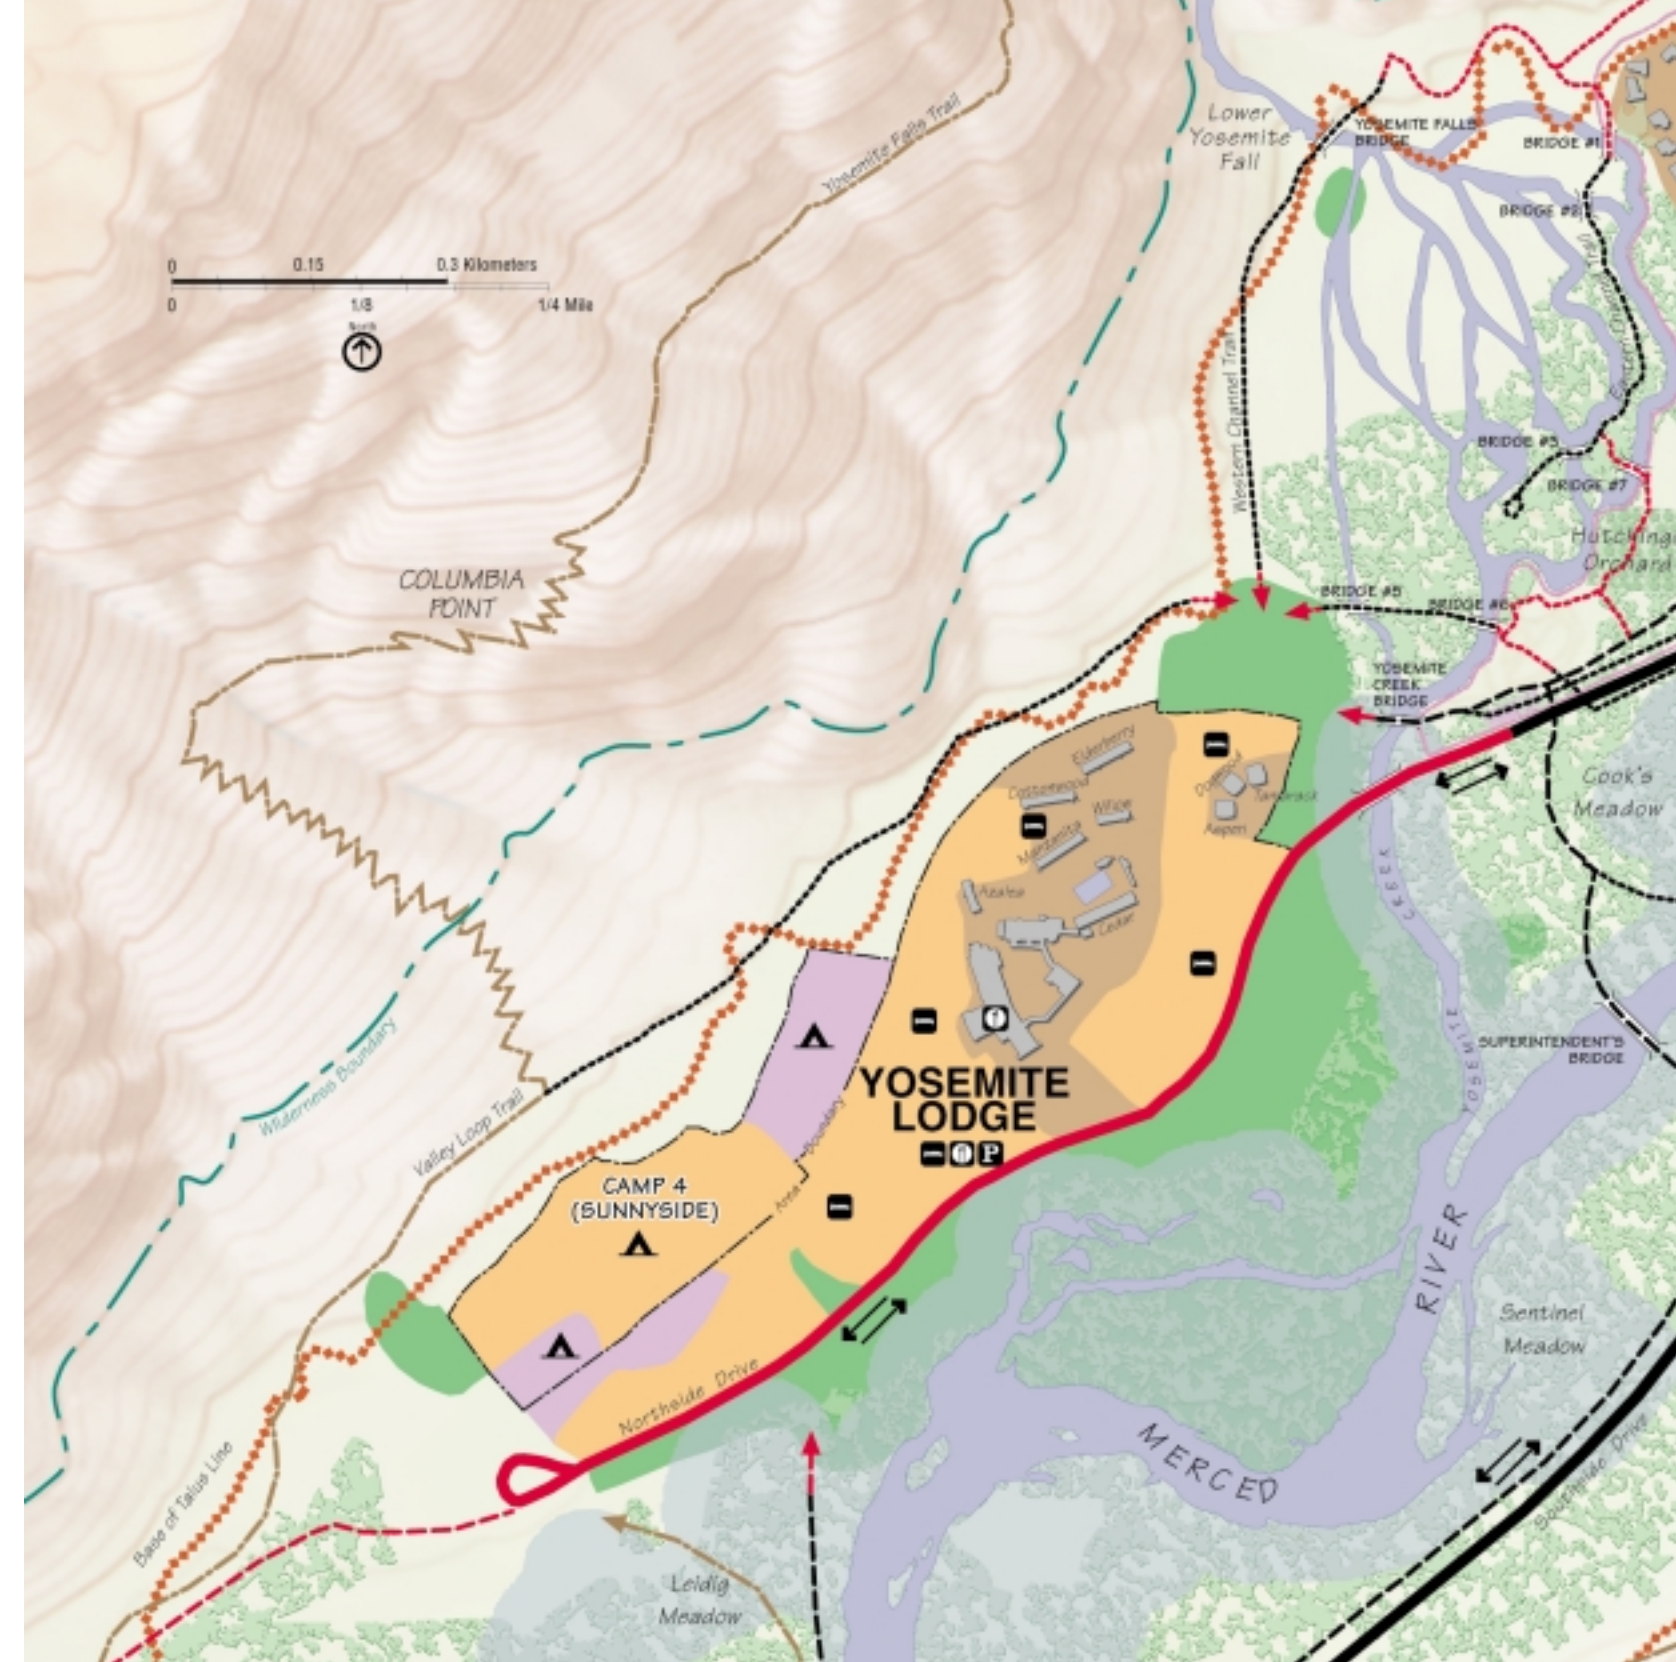 Yosemite Falls Trail
Lower
Yosemite
Fall
YOSEMITE FALLS
BRIDGE
BRIDGE #1
BRIDGE #2
0 0.15 0.3 Kilometers
0 1/8 1/4 Mile
North
Western Channel Trail
Eastern Channel Trail
BRIDGE #3
BRIDGE #7
COLUMBIA
POINT
BRIDGE #5
BRIDGE #6
YOSEMITE
CREEK
BRIDGE
Elderberry
Cottonwood
Willow
Manzanita
Dogwood
Tamarack
Aspen
Azalea
Cedar
Cook's
Meadow
YOSEMITE CREEK
SUPERINTENDENT'S
BRIDGE
Wilderness Boundary
Valley Loop Trail
YOSEMITE
LODGE
P
CAMP 4
(SUNNYSIDE)
Area Boundary
Northside Drive
Sentinel
Meadow
MERCED RIVER
Base of Talus Line
Southside Drive
Leidig
Meadow